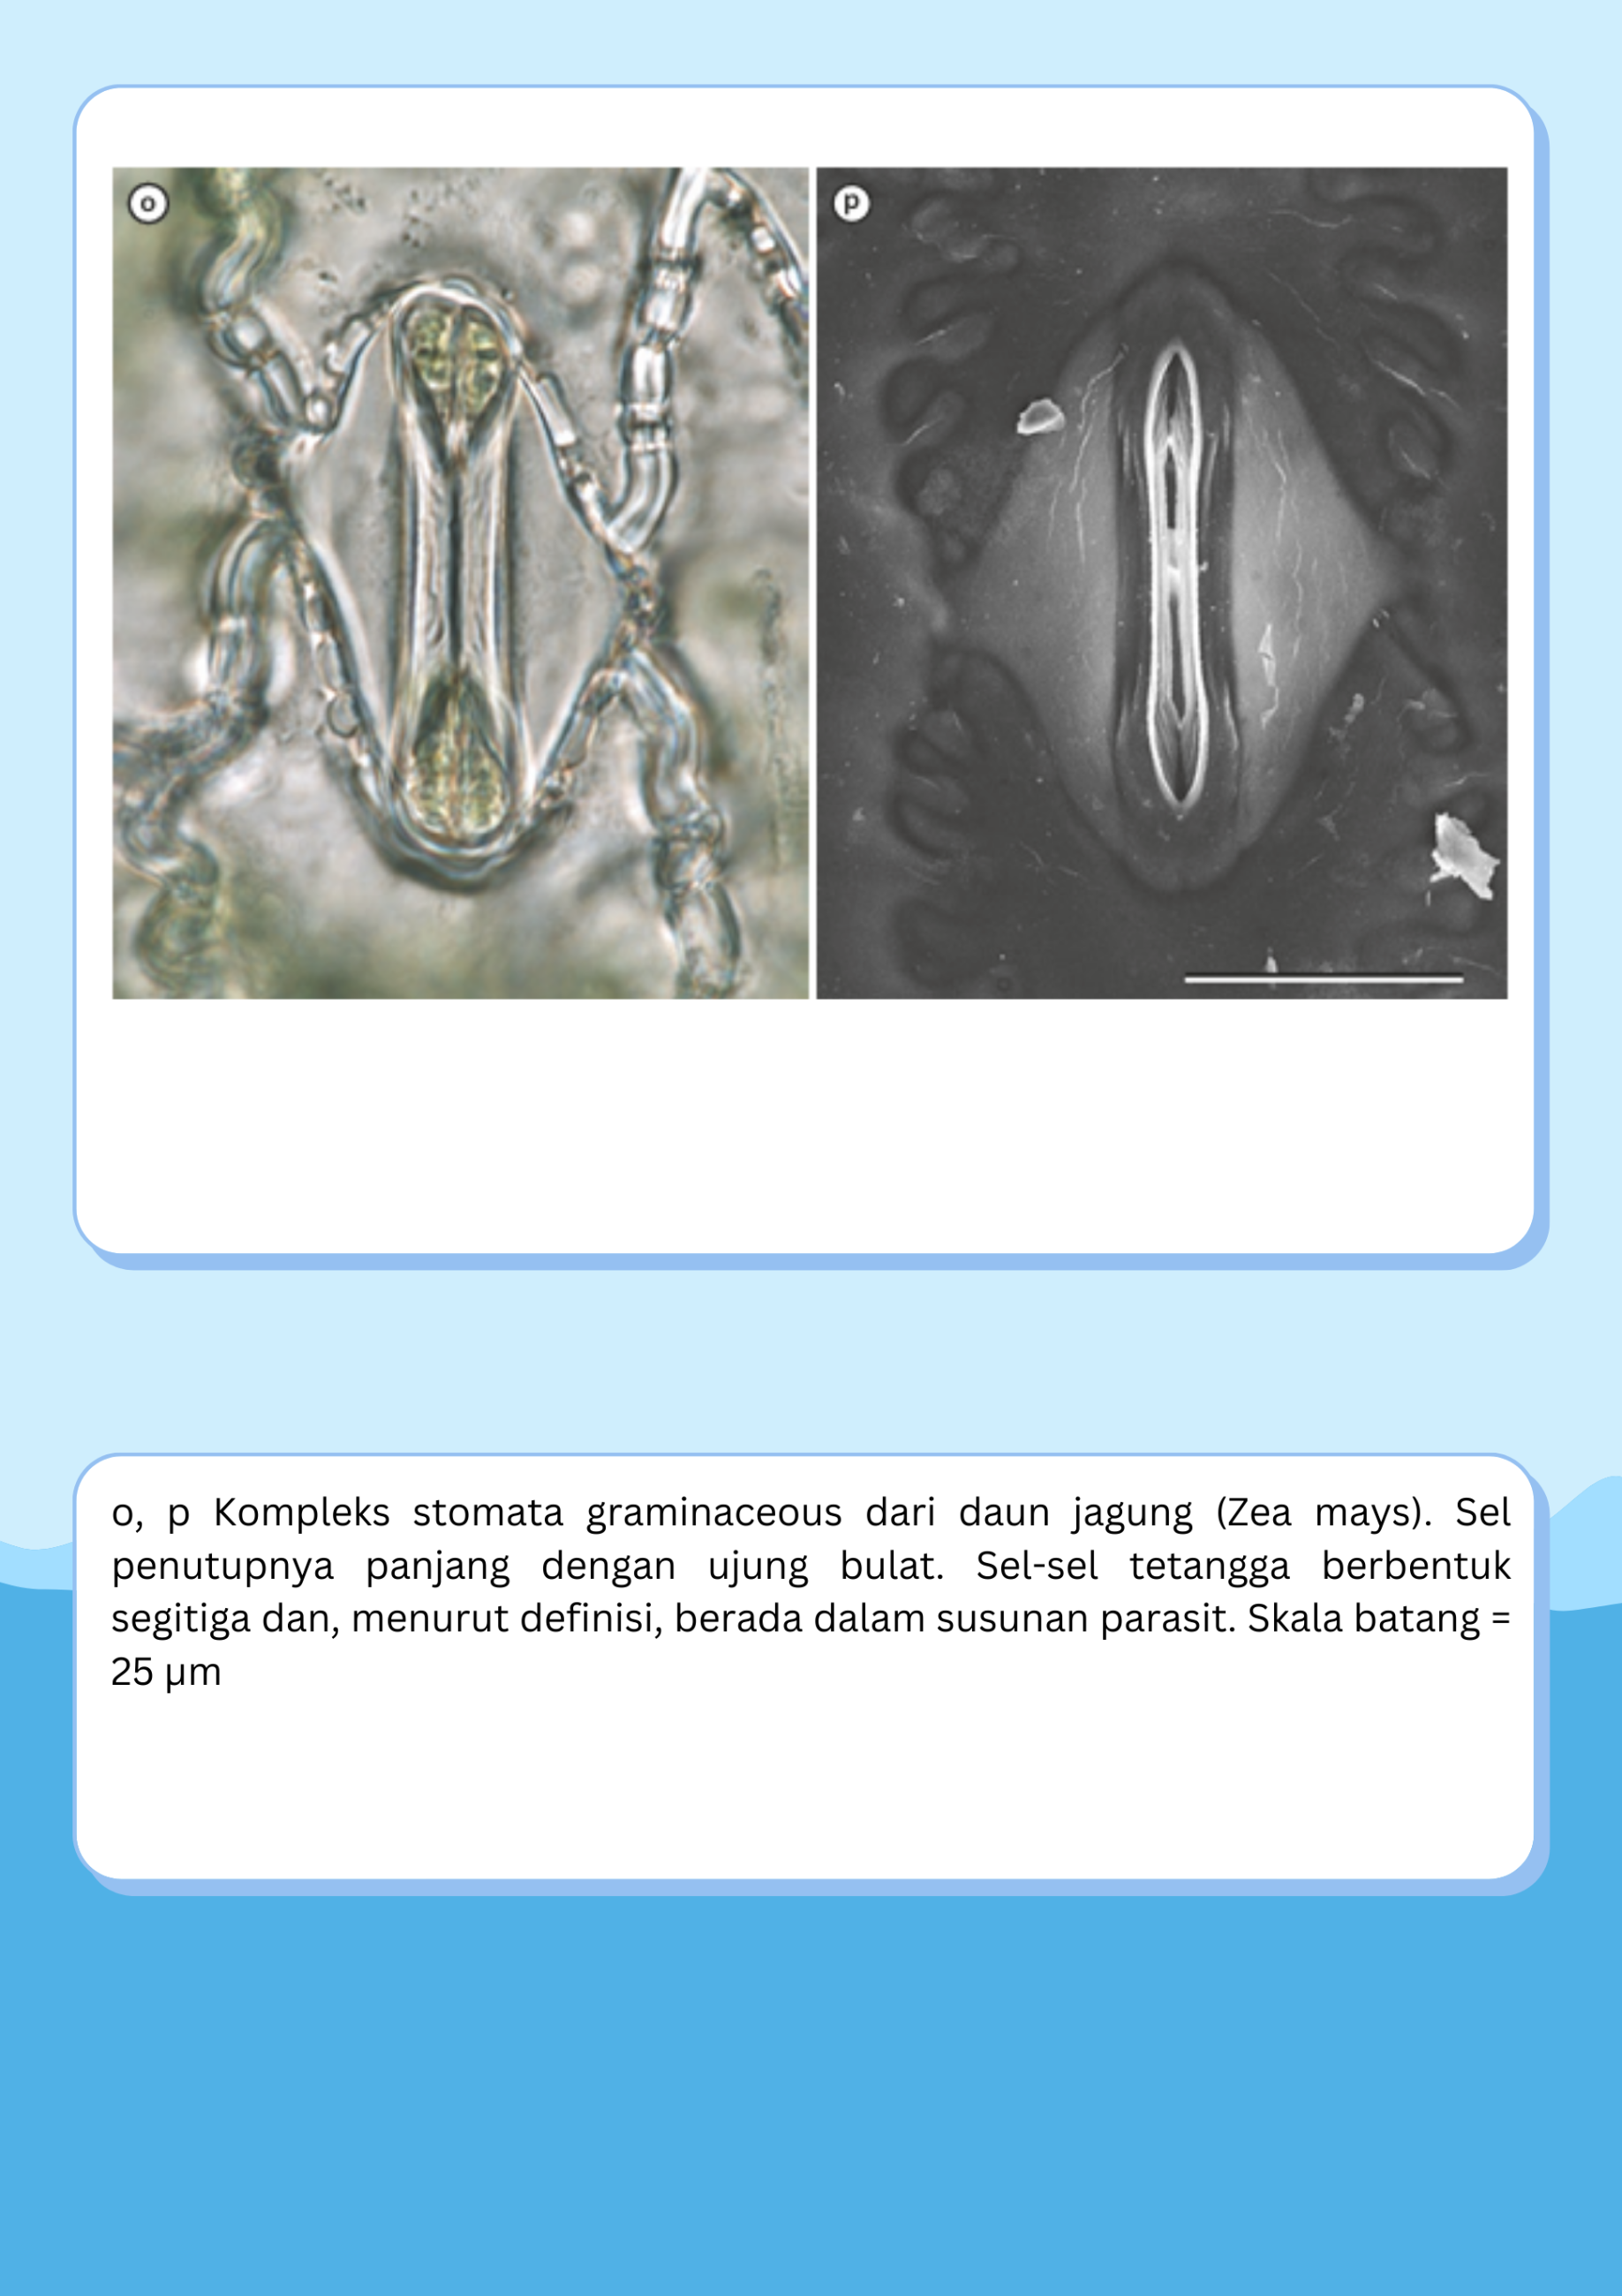 o
p
o, p Kompleks stomata graminaceous dari daun jagung (Zea mays). Sel
penutupnya panjang dengan ujung bulat. Sel-sel tetangga berbentuk
segitiga dan, menurut definisi, berada dalam susunan parasit. Skala batang =
25 µm